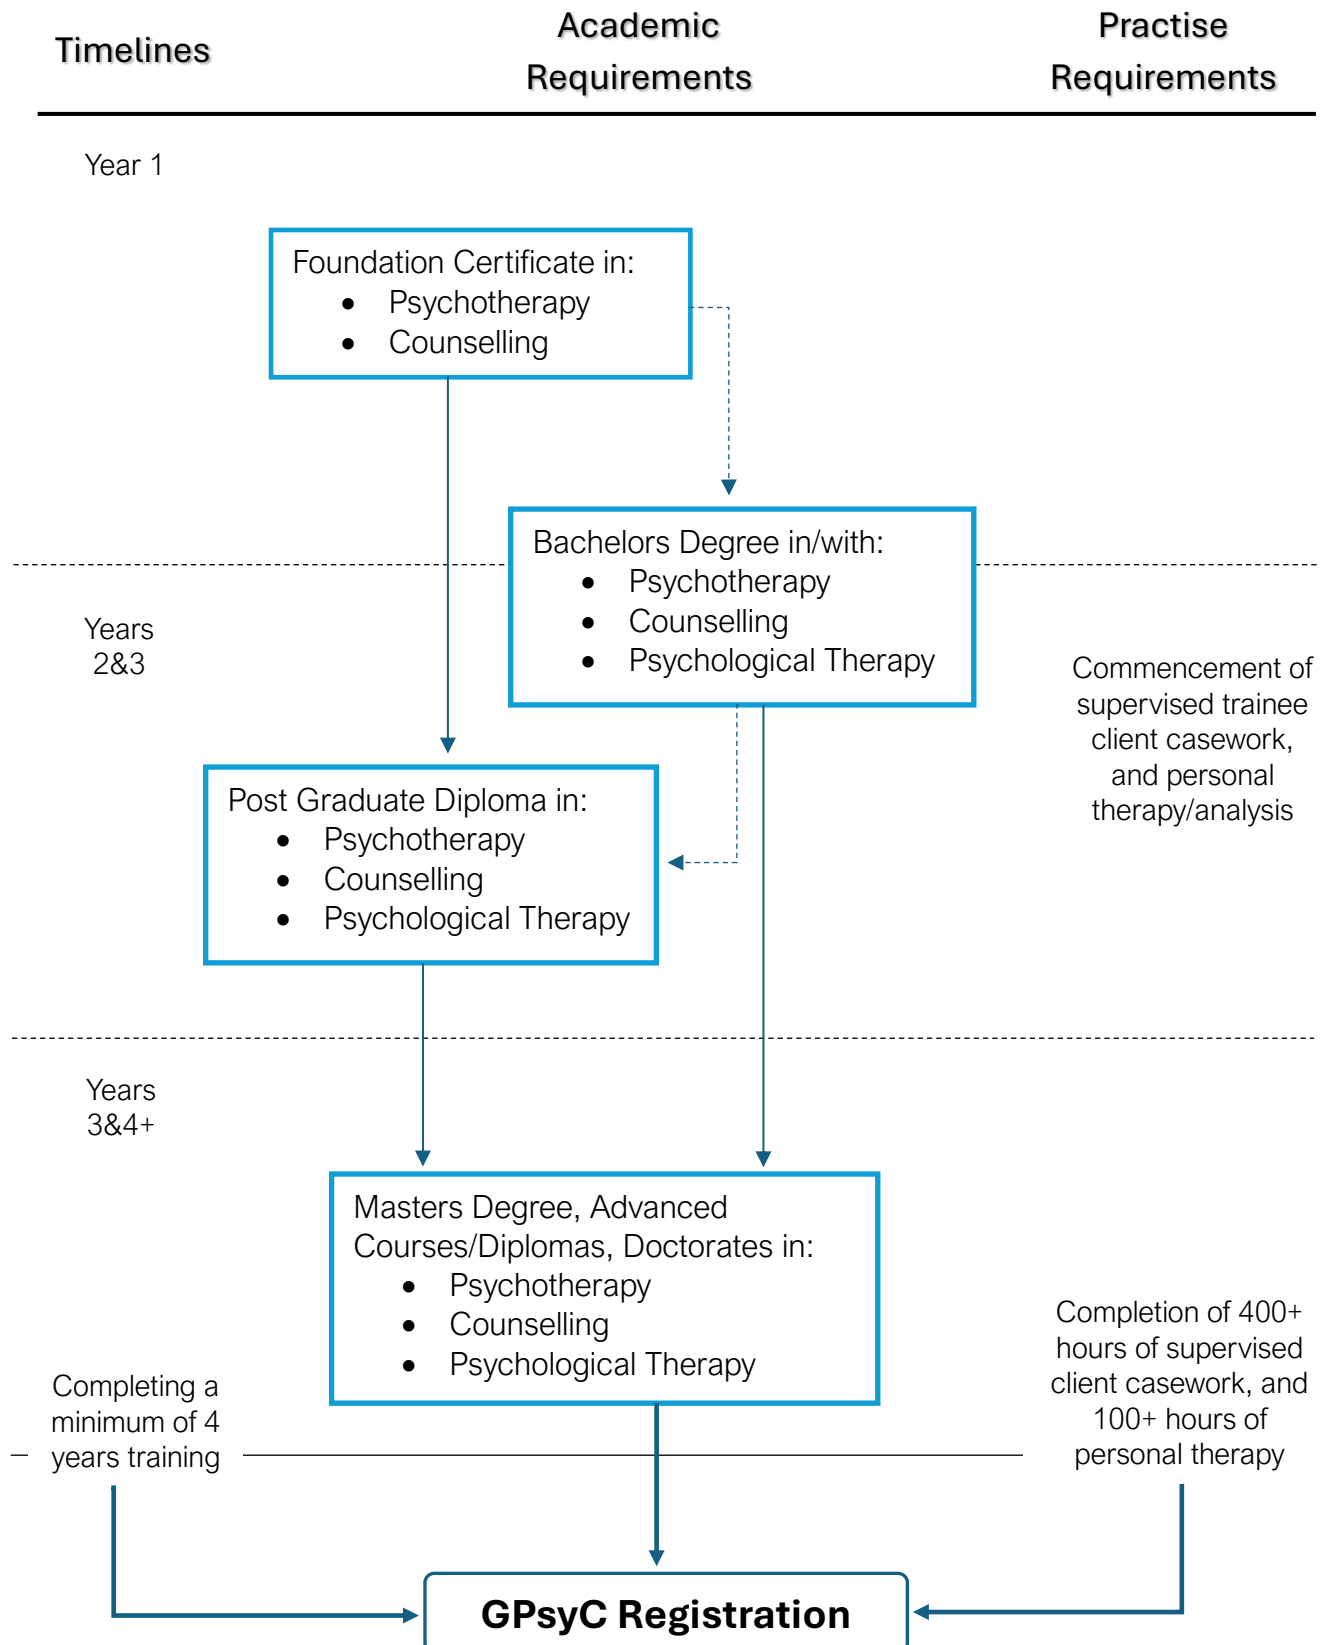 Timelines
Academic
Requirements
Practise
Requirements
Year 1
Foundation Certificate in:
• Psychotherapy
• Counselling
Bachelors Degree in/with:
• Psychotherapy
• Counselling
• Psychological Therapy
Years
2&3
Commencement of
supervised trainee
client casework,
and personal
therapy/analysis
Post Graduate Diploma in:
• Psychotherapy
• Counselling
• Psychological Therapy
Years
3&4+
Masters Degree, Advanced
Courses/Diplomas, Doctorates in:
• Psychotherapy
• Counselling
• Psychological Therapy
Completing a
minimum of 4
years training
Completion of 400+
hours of supervised
client casework, and
100+ hours of
personal therapy
GPsyC Registration